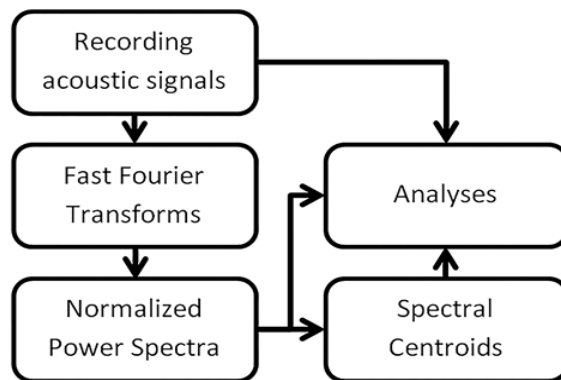 Recording
acoustic signals
Fast Fourier
Transforms
Analyses
Normalized
Power Spectra
Spectral
Centroids